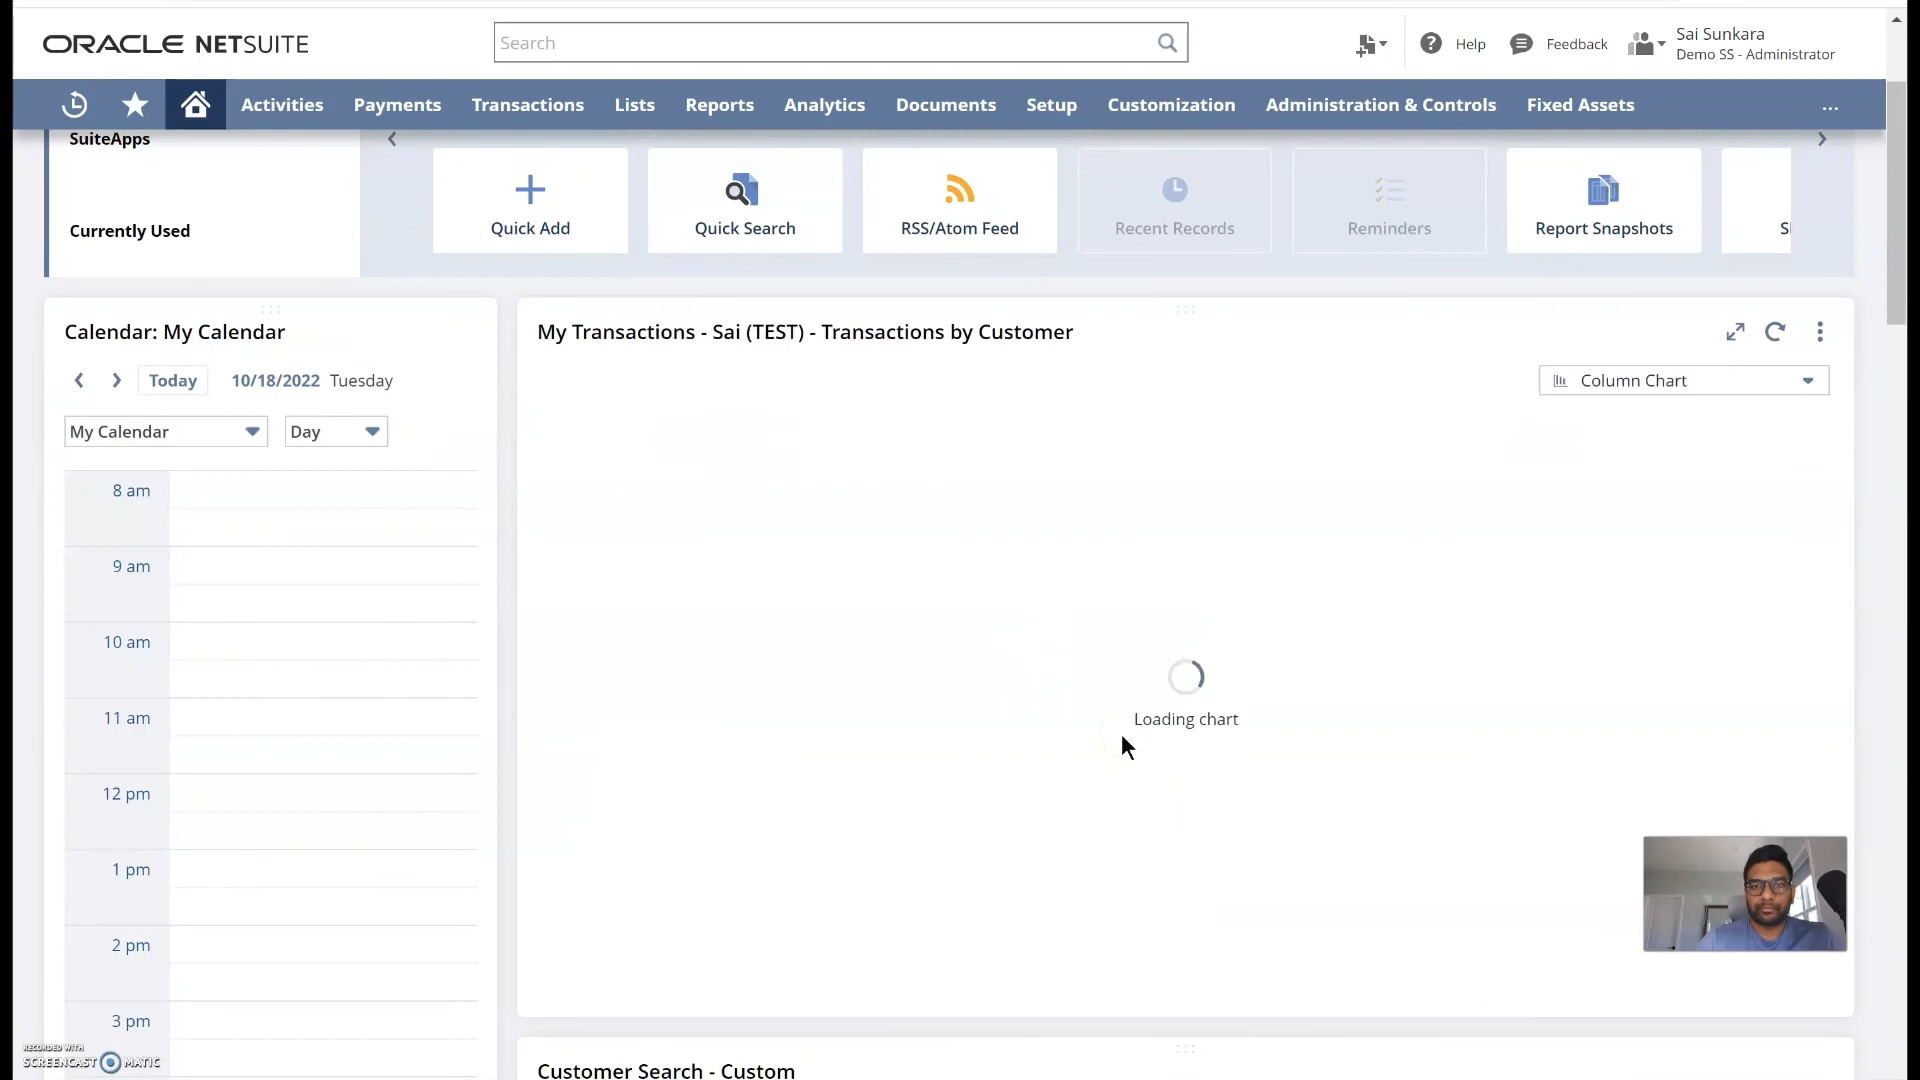 ORACLE NETSUITE
Search
Help
Feedback
Sai Sunkara
Demo SS - Administrator
Activities
Payments
Transactions
Lists
Reports
Analytics
Documents
Setup
Customization
Administration & Controls
Fixed Assets
...
SuiteApps
Currently Used
Quick Add
Quick Search
RSS/Atom Feed
Recent Records
Reminders
Report Snapshots
S
Calendar: My Calendar
Today
10/18/2022 Tuesday
My Calendar
Day
8 am
9 am
10 am
11 am
12 pm
1 pm
2 pm
3 pm
My Transactions - Sai (TEST) - Transactions by Customer
Column Chart
Loading chart
Customer Search - Custom
RECORDED WITH
SCREENCAST MATIC